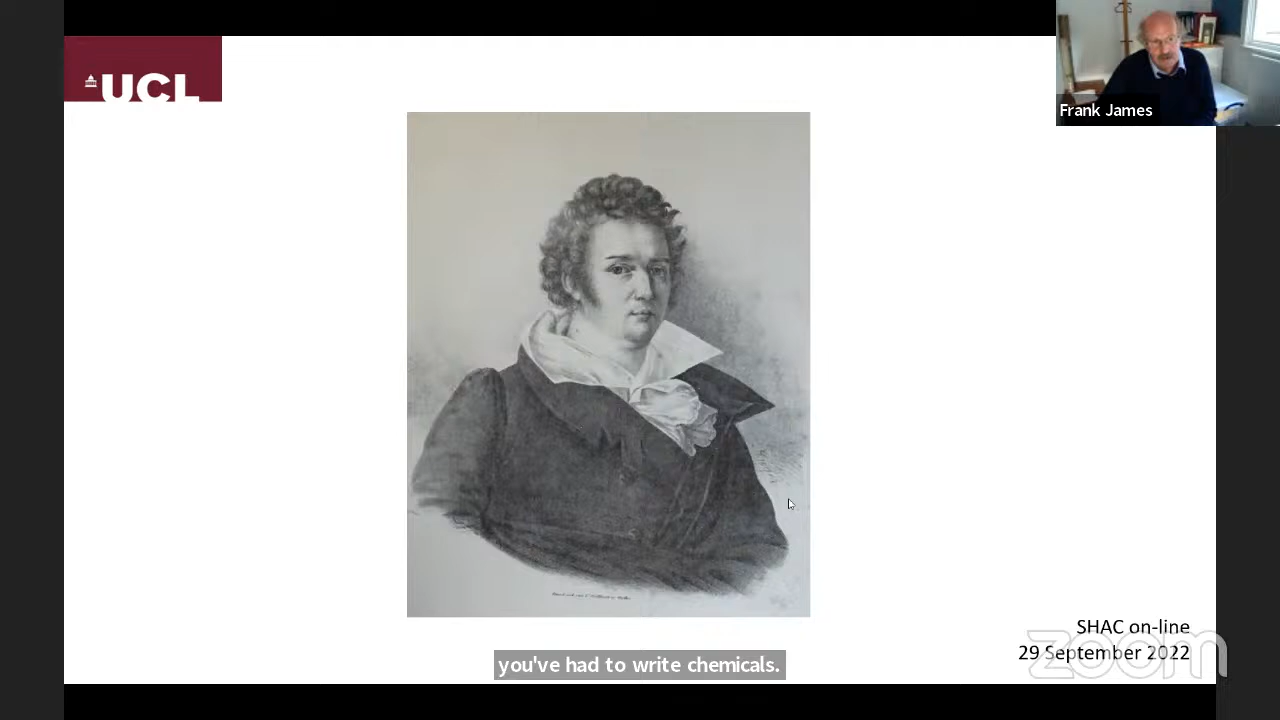 UCL
Frank James
SHAC on-line
29 September 2022
zoom
you've had to write chemicals.